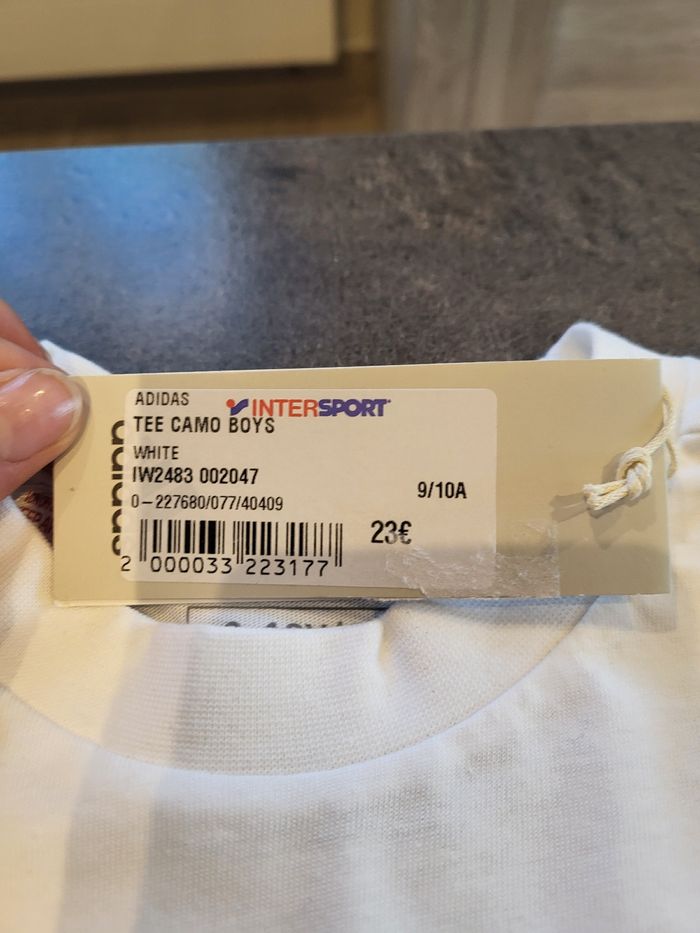 ADIDAS
INTERSPORT
TEE CAMO BOYS
WHITE
IW2483 002047
9/10A
0-227680/077/40409
23€
2 000033 223177